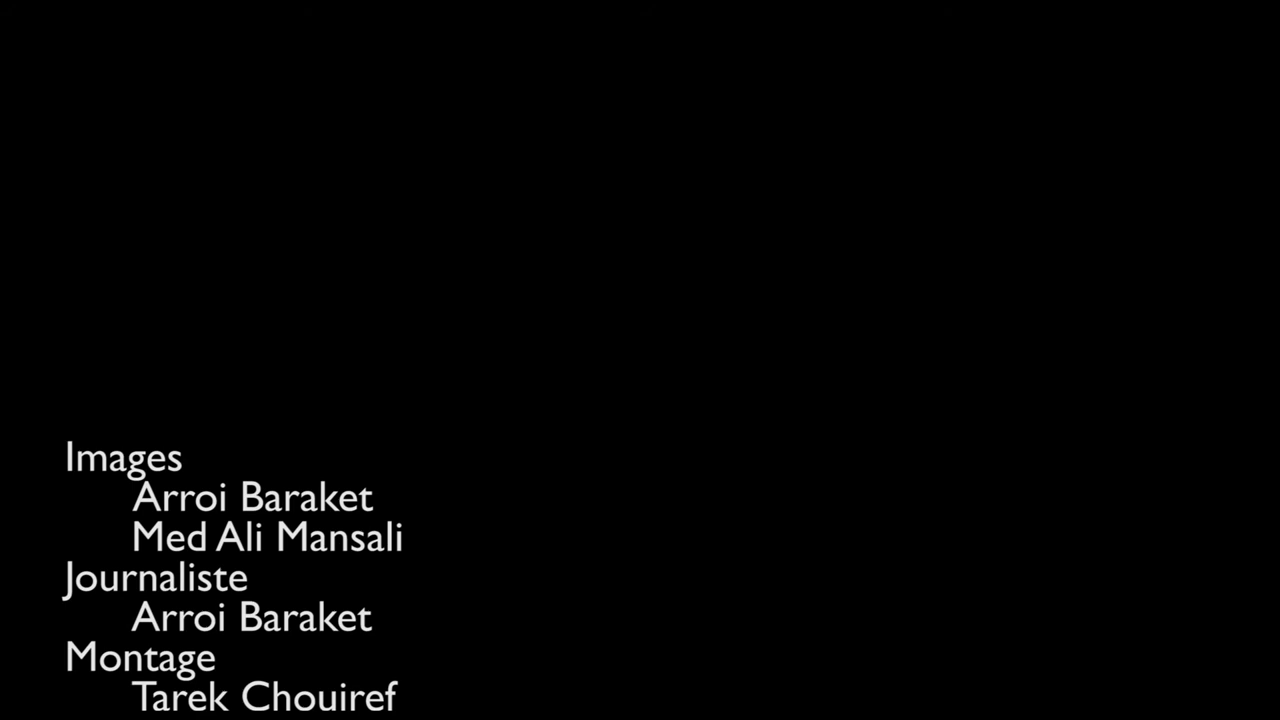 Images
Arroi Baraket
Med Ali Mansali
Journaliste
Arroi Baraket
Montage
Tarek Chouiref